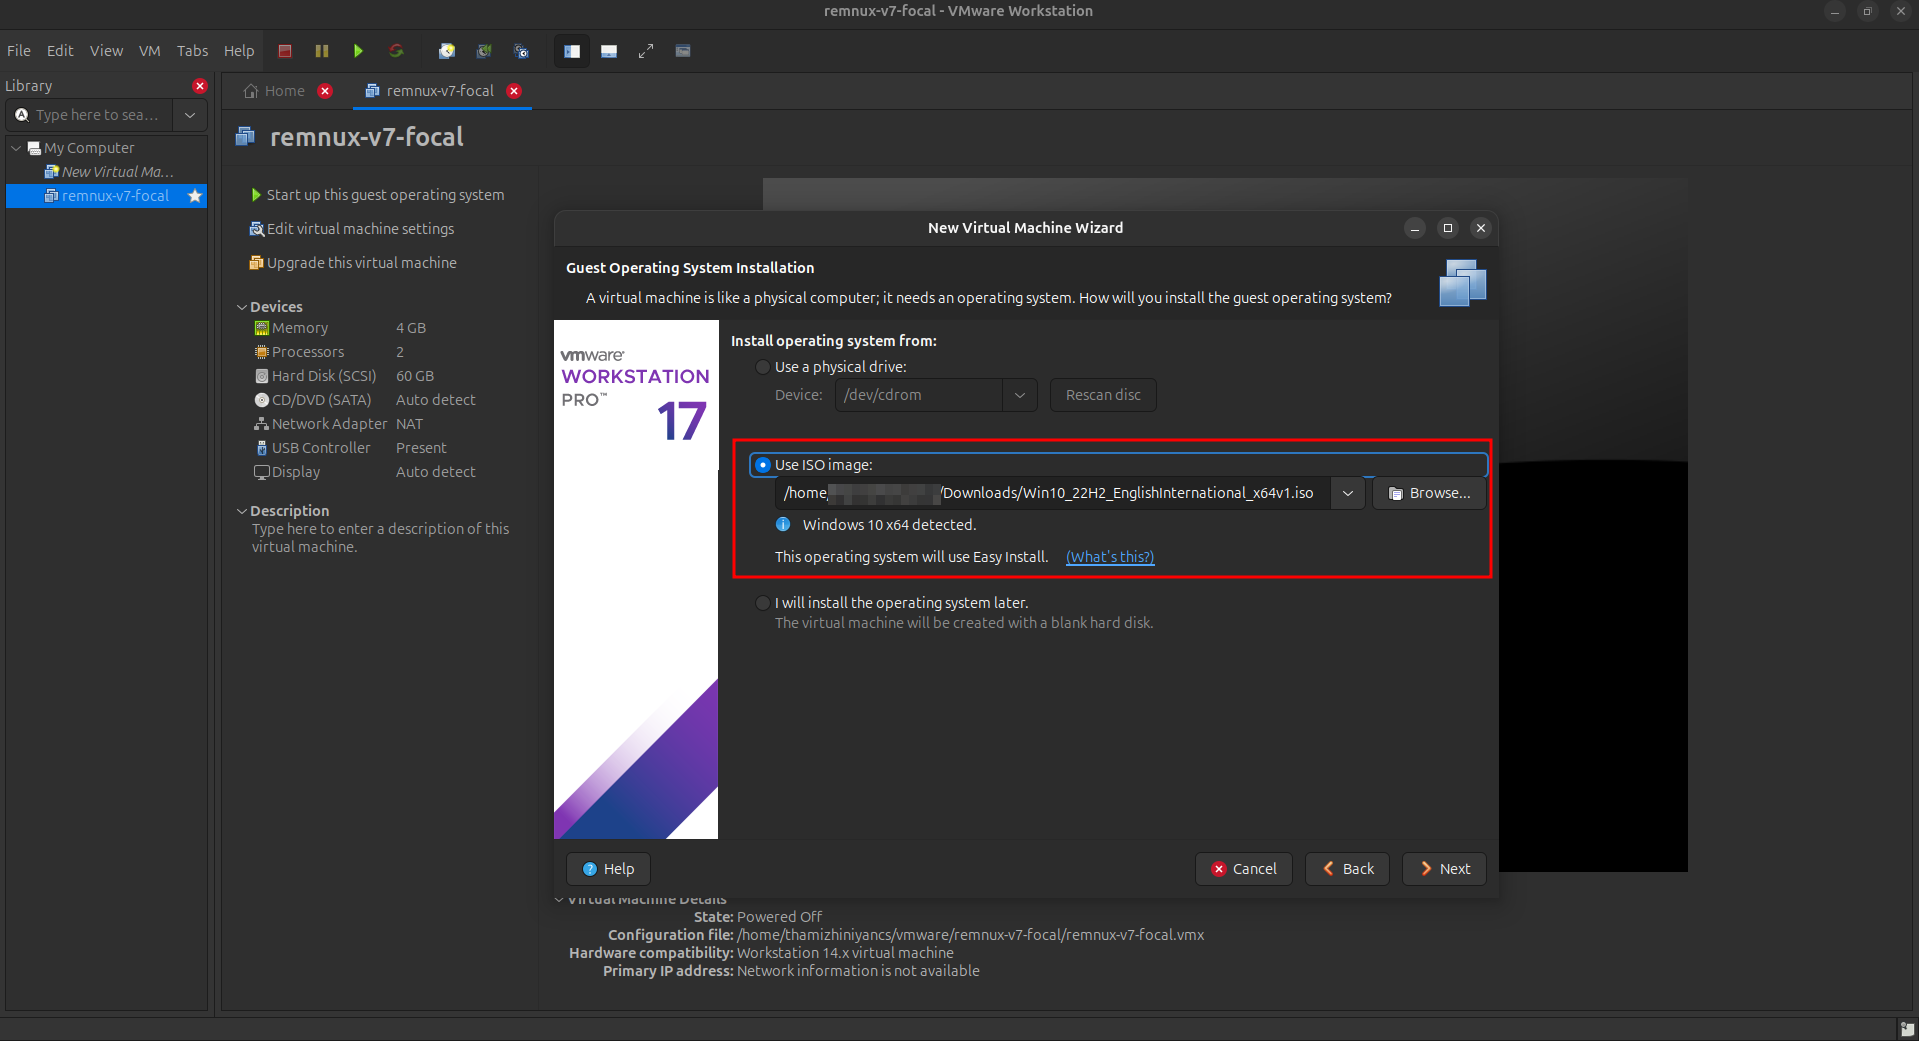 remnux-v7-focal - VMware Workstation
File Edit View VM Tabs Help
Library
Type here to sea...
My Computer
New Virtual Ma...
remnux-v7-focal
Home
remnux-v7-focal
remnux-v7-focal
Start up this guest operating system
Edit virtual machine settings
Upgrade this virtual machine
Devices
Memory 4 GB
Processors 2
Hard Disk (SCSI) 60 GB
CD/DVD (SATA) Auto detect
Network Adapter NAT
USB Controller Present
Display Auto detect
Description
Type here to enter a description of this
virtual machine.
New Virtual Machine Wizard
Guest Operating System Installation
A virtual machine is like a physical computer; it needs an operating system. How will you install the guest operating system?
vmware
WORKSTATION
PRO™
17
Install operating system from:
Use a physical drive:
Device: /dev/cdrom Rescan disc
Use ISO image:
/home/ /Downloads/Win10_22H2_EnglishInternational_x64v1.iso Browse...
Windows 10 x64 detected.
This operating system will use Easy Install. (What's this?)
I will install the operating system later.
The virtual machine will be created with a blank hard disk.
Help Cancel Back Next
Virtual Machine Details
State: Powered Off
Configuration file: /home/thamizhiniyancs/vmware/remnux-v7-focal/remnux-v7-focal.vmx
Hardware compatibility: Workstation 14.x virtual machine
Primary IP address: Network information is not available